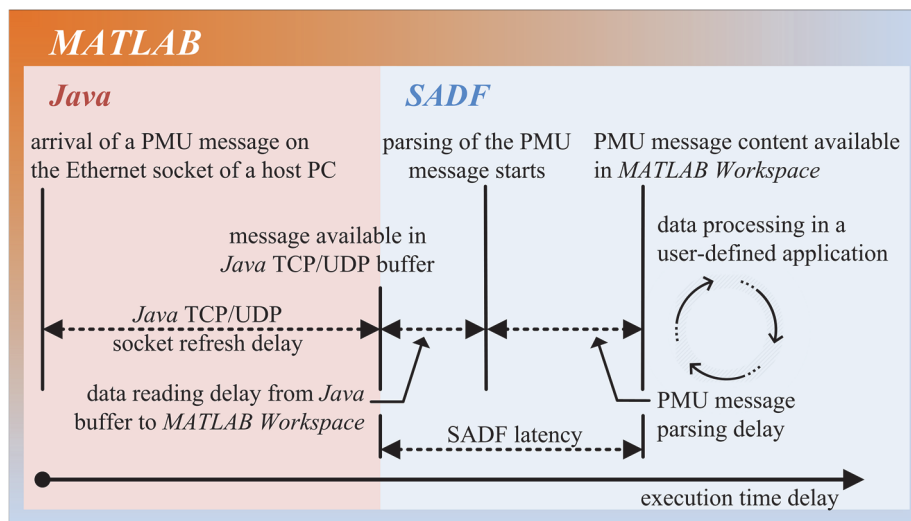 MATLAB
Java
SADF
arrival of a PMU message on
the Ethernet socket of a host PC
parsing of the PMU
message starts
PMU message content available
in MATLAB Workspace
message available in
Java TCP/UDP buffer
data processing in a
user-defined application
Java TCP/UDP
socket refresh delay
data reading delay from Java
buffer to MATLAB Workspace
PMU message
parsing delay
SADF latency
execution time delay